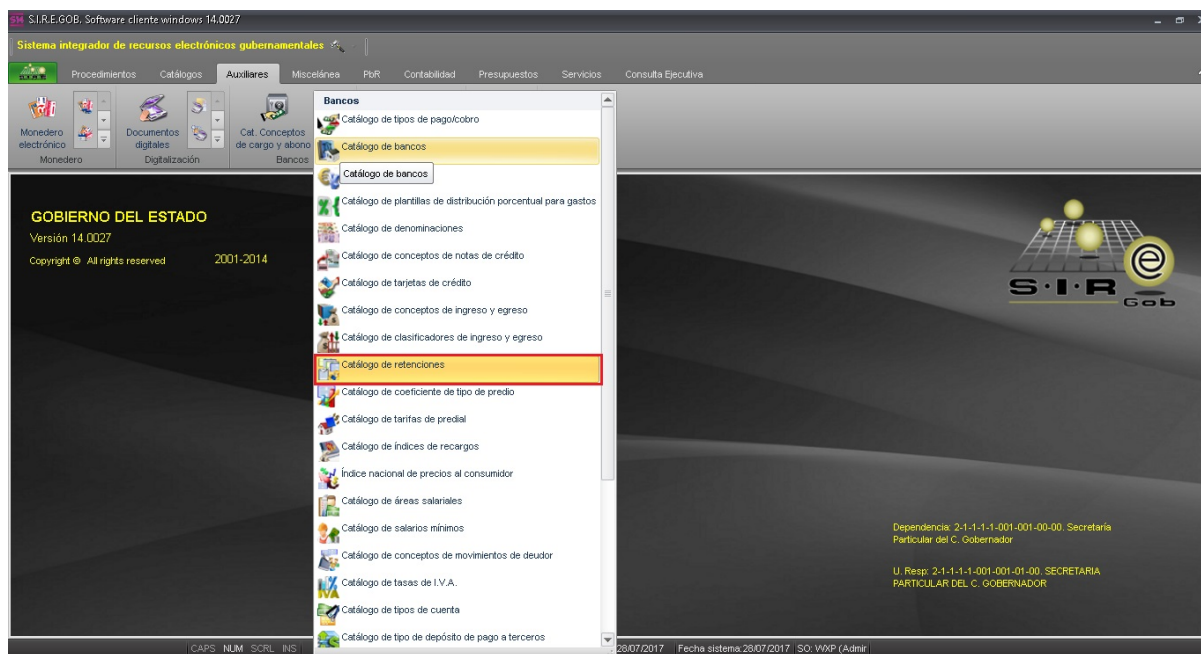 S.I.R.E.GOB. Software cliente windows 14.0027
Sistema integrador de recursos electrónicos gubernamentales
Procedimientos Catálogos Auxiliares Miscelánea PbR Contabilidad Presupuestos Servicios Consulta Ejecutiva
Monedero electrónico
Documentos digitales
Cat. Conceptos de cargo y abono
Monedero Digitalización Bancos
Bancos
Catálogo de tipos de pago/cobro
Catálogo de bancos
Catálogo de bancos
Catálogo de plantillas de distribución porcentual para gastos
Catálogo de denominaciones
Catálogo de conceptos de notas de crédito
Catálogo de tarjetas de crédito
Catálogo de conceptos de ingreso y egreso
Catálogo de clasificadores de ingreso y egreso
Catálogo de retenciones
Catálogo de coeficiente de tipo de predio
Catálogo de tarifas de predial
Catálogo de índices de recargos
Índice nacional de precios al consumidor
Catálogo de áreas salariales
Catálogo de salarios mínimos
Catálogo de conceptos de movimientos de deudor
Catálogo de tasas de I.V.A.
Catálogo de tipos de cuenta
Catálogo de tipo de depósito de pago a terceros
GOBIERNO DEL ESTADO
Versión 14.0027
Copyright © All rights reserved 2001-2014
S·I·R e
Gob
Dependencia: 2-1-1-1-1-001-001-00-00. Secretaría
Particular del C. Gobernador
U. Resp: 2-1-1-1-1-001-001-01-00. SECRETARIA
PARTICULAR DEL C. GOBERNADOR
CAPS NUM SCRL INS 28/07/2017 Fecha sistema:28/07/2017 SO: WXP (Admir